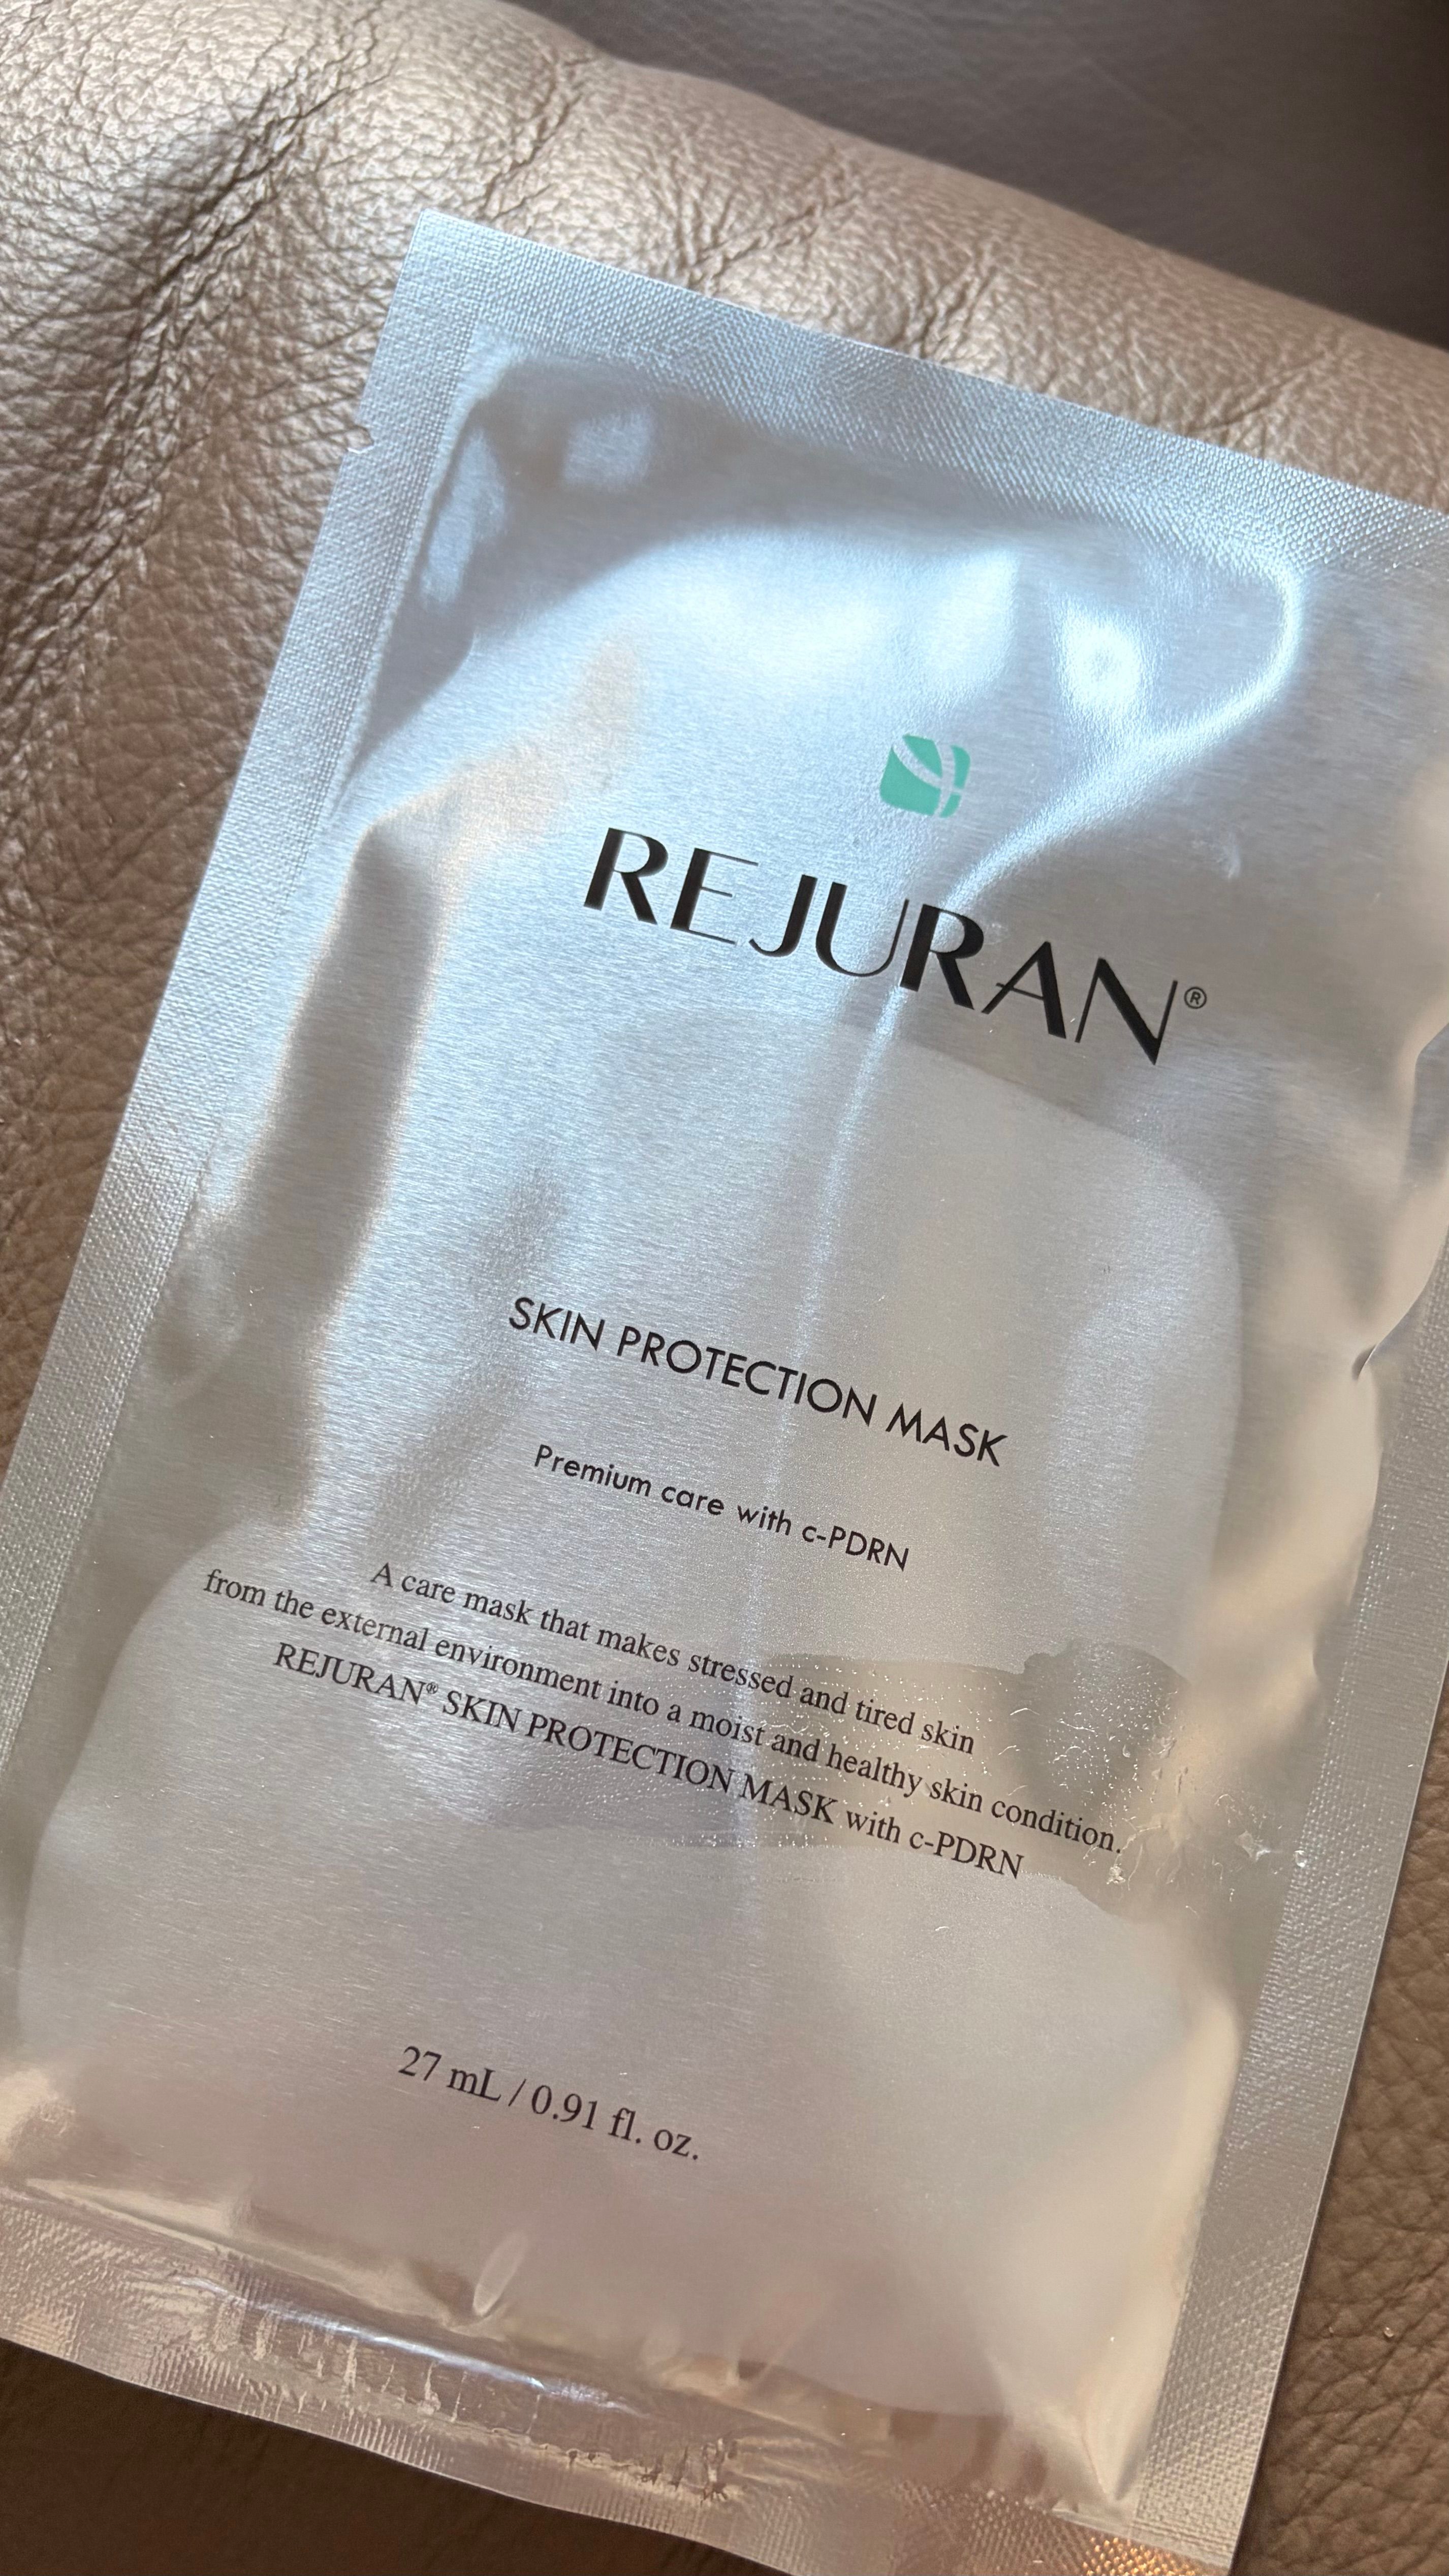 REJURAN®
SKIN PROTECTION MASK
Premium care with c-PDRN
A care mask that makes stressed and tired skin
from the external environment into a moist and healthy skin condition.
REJURAN® SKIN PROTECTION MASK with c-PDRN
27 mL / 0.91 fl. oz.